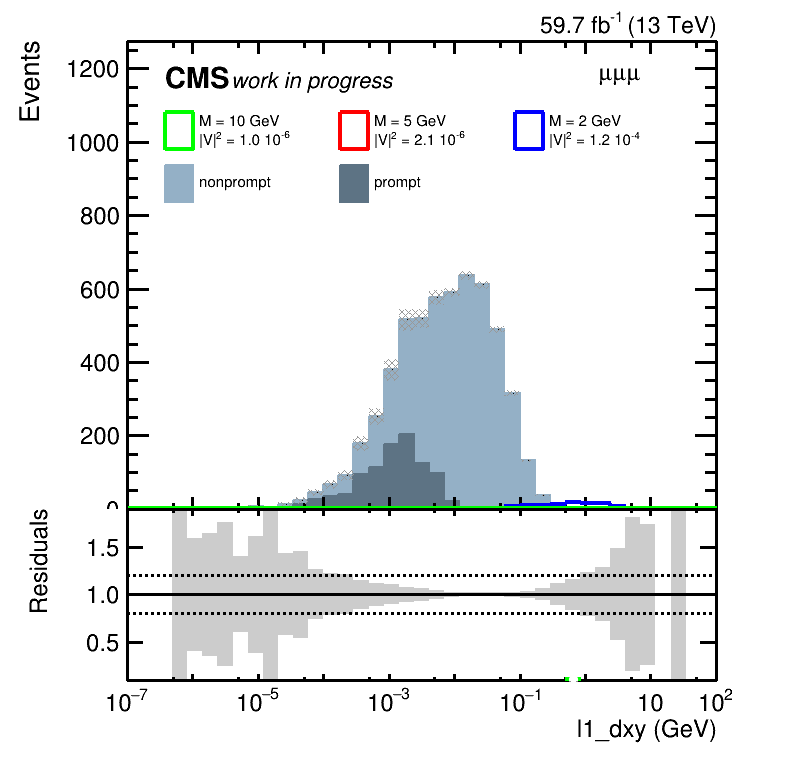 59.7 fb⁻¹ (13 TeV)
Events
CMS work in progress
μμμ
M = 10 GeV
|V|² = 1.0 10⁻⁶
M = 5 GeV
|V|² = 2.1 10⁻⁶
M = 2 GeV
|V|² = 1.2 10⁻⁴
nonprompt
prompt
1200
1000
800
600
400
200
0
Residuals
1.5
1.0
0.5
10⁻⁷ 10⁻⁵ 10⁻³ 10⁻¹ 10 10²
l1_dxy (GeV)